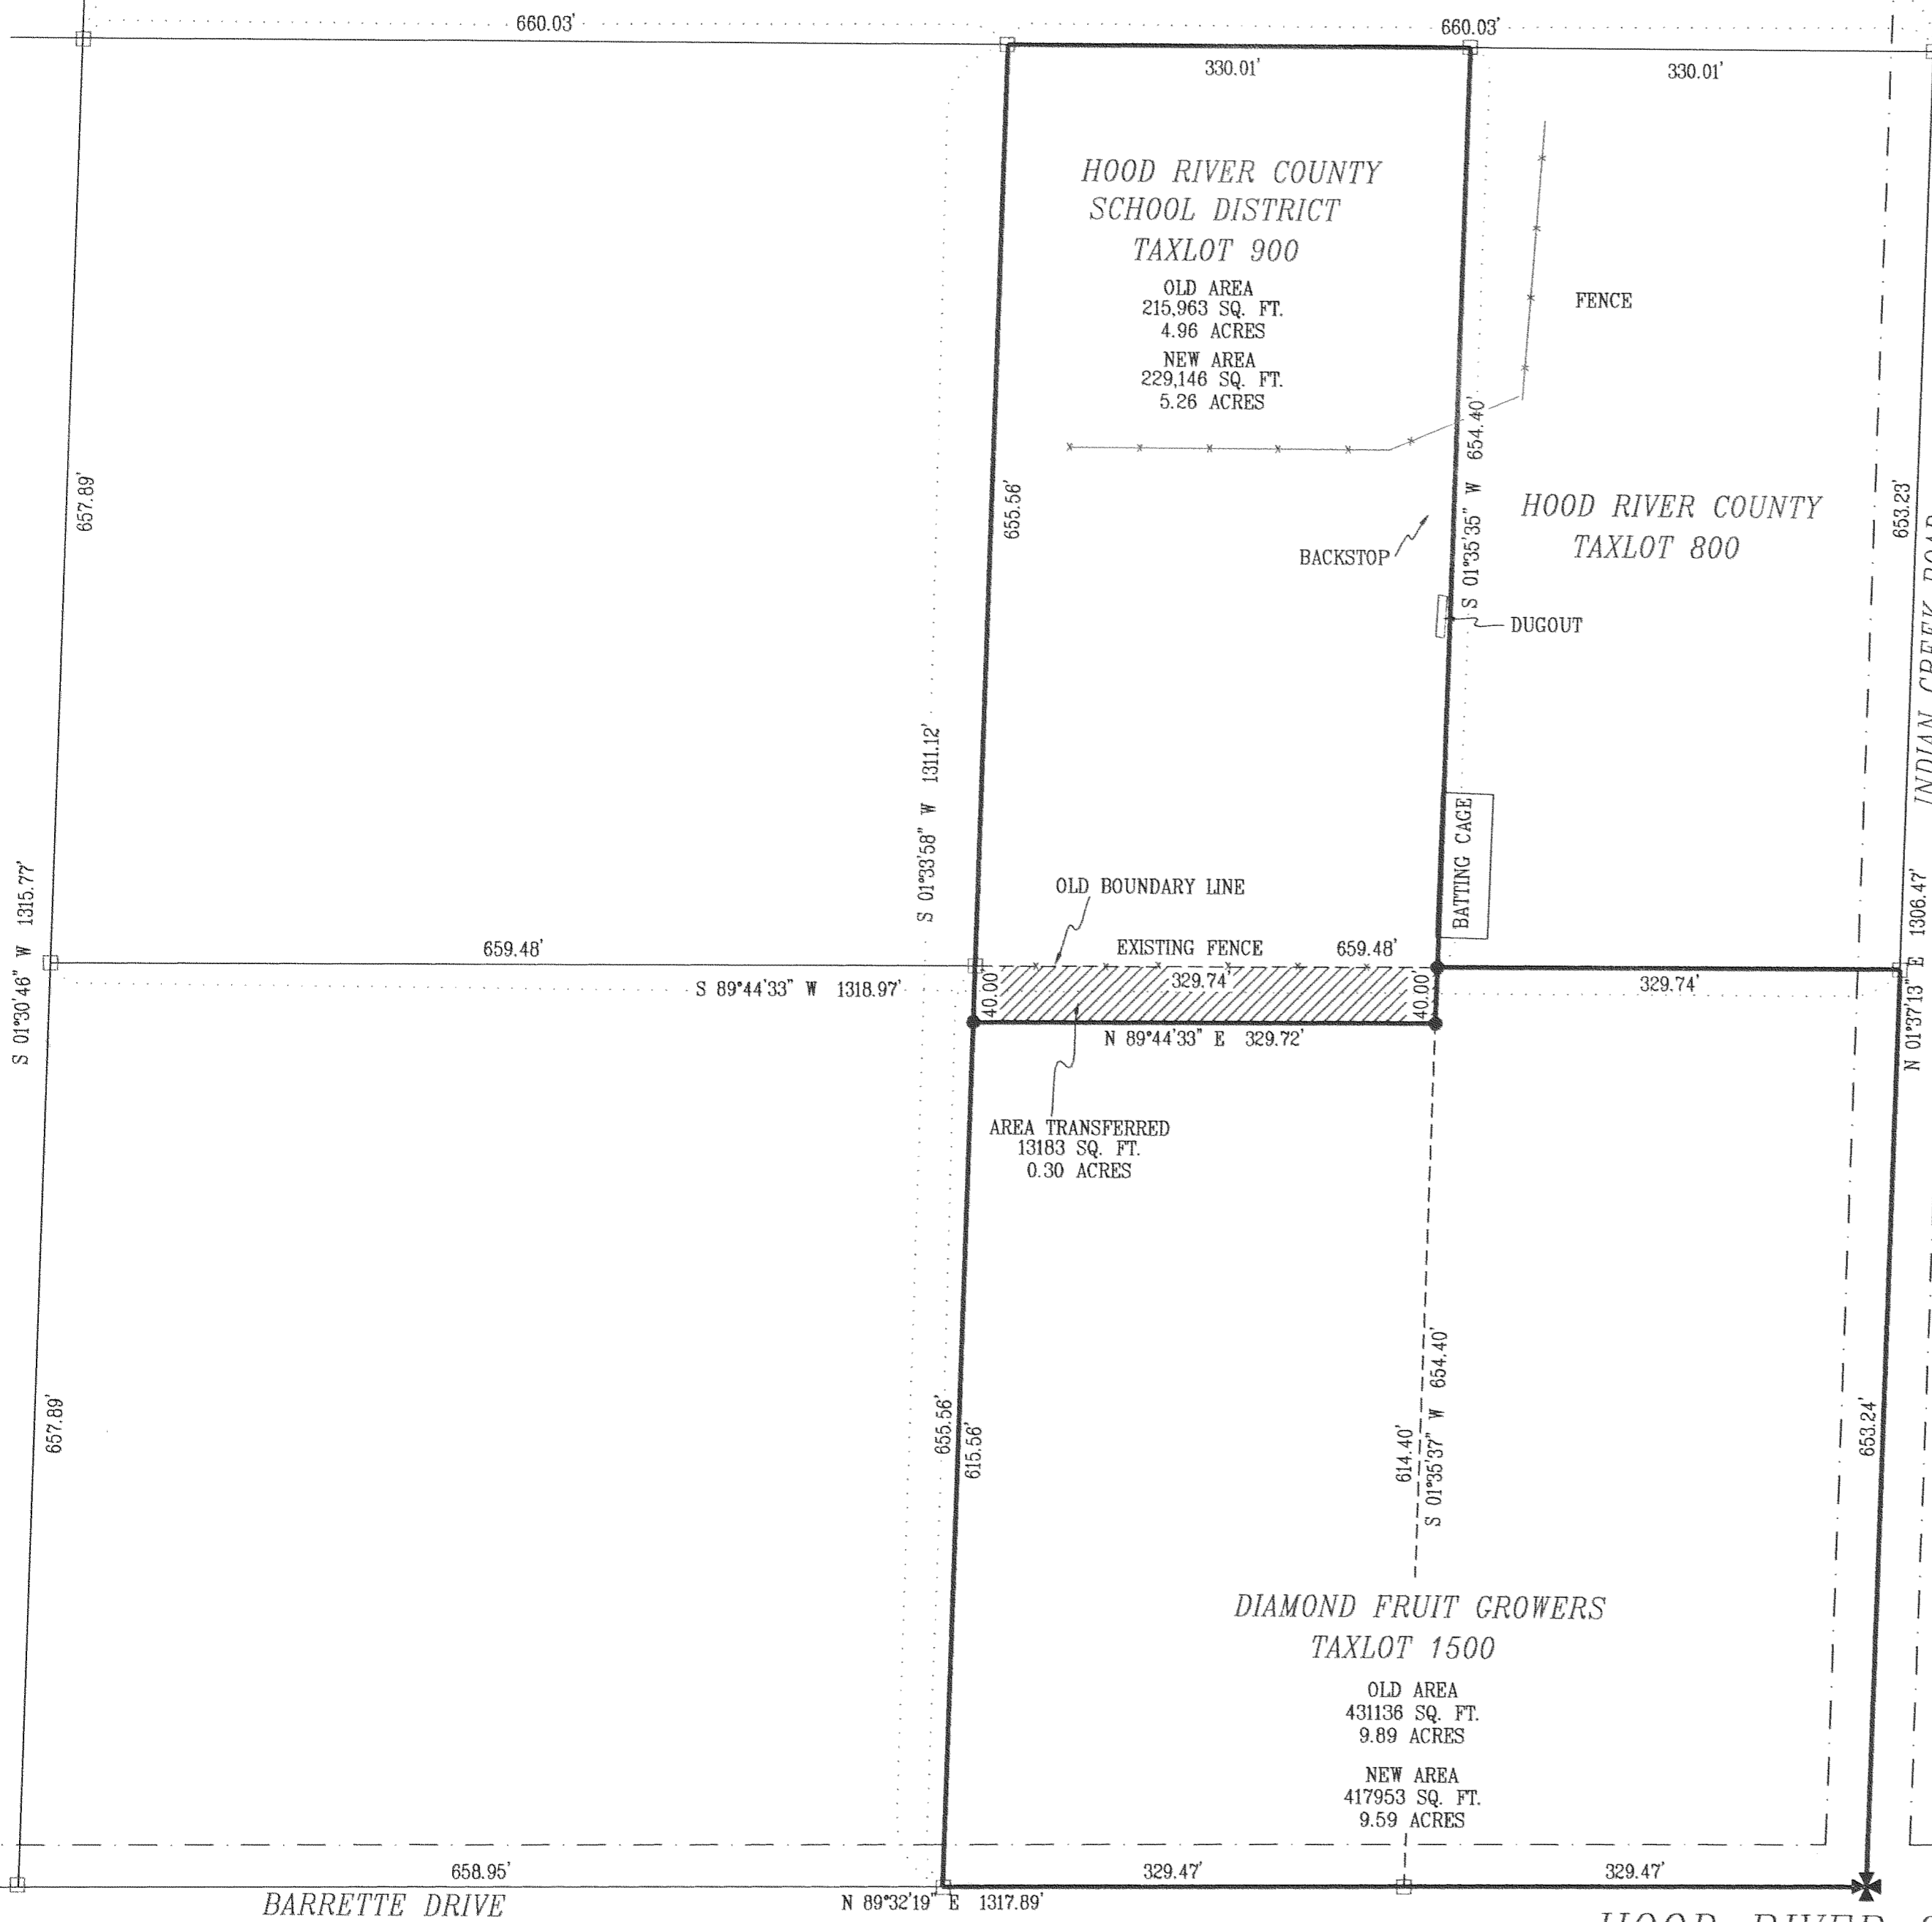 660.03'
660.03'
330.01'
330.01'
HOOD RIVER COUNTY
SCHOOL DISTRICT
TAXLOT 900
OLD AREA
215,963 SQ. FT.
4.96 ACRES
NEW AREA
229,146 SQ. FT.
5.26 ACRES
FENCE
657.89'
655.56'
S 01°35'35" W 654.40'
653.23'
HOOD RIVER COUNTY
TAXLOT 800
BACKSTOP
DUGOUT
INDIAN CREEK ROAD
S 01°33'58" W 1311.12'
BATTING CAGE
OLD BOUNDARY LINE
S 01°30'46" W 1315.77'
659.48'
EXISTING FENCE 659.48'
N 01°37'13" E 1306.47'
S 89°44'33" W 1318.97'
40.00'
329.74'
40.00'
329.74'
N 89°44'33" E 329.72'
AREA TRANSFERRED
13183 SQ. FT.
0.30 ACRES
657.89'
655.56'
615.56'
614.40'
S 01°35'37" W 654.40'
653.24'
DIAMOND FRUIT GROWERS
TAXLOT 1500
OLD AREA
431136 SQ. FT.
9.89 ACRES
NEW AREA
417953 SQ. FT.
9.59 ACRES
658.95'
329.47'
329.47'
BARRETTE DRIVE
N 89°32'19" E 1317.89'
HOOD RIVER